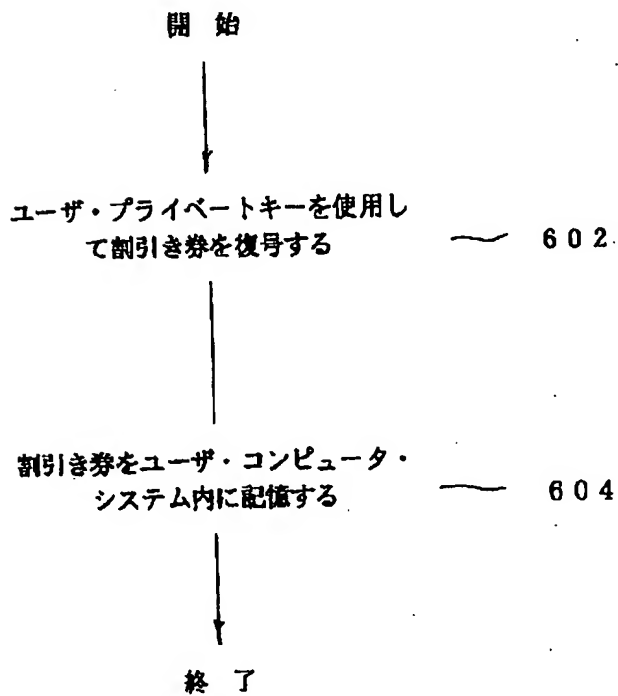 開 始
ユーザ・プライベートキーを使用し
て割引き券を復号する
602
割引き券をユーザ・コンピュータ・
システム内に記憶する
604
終 了